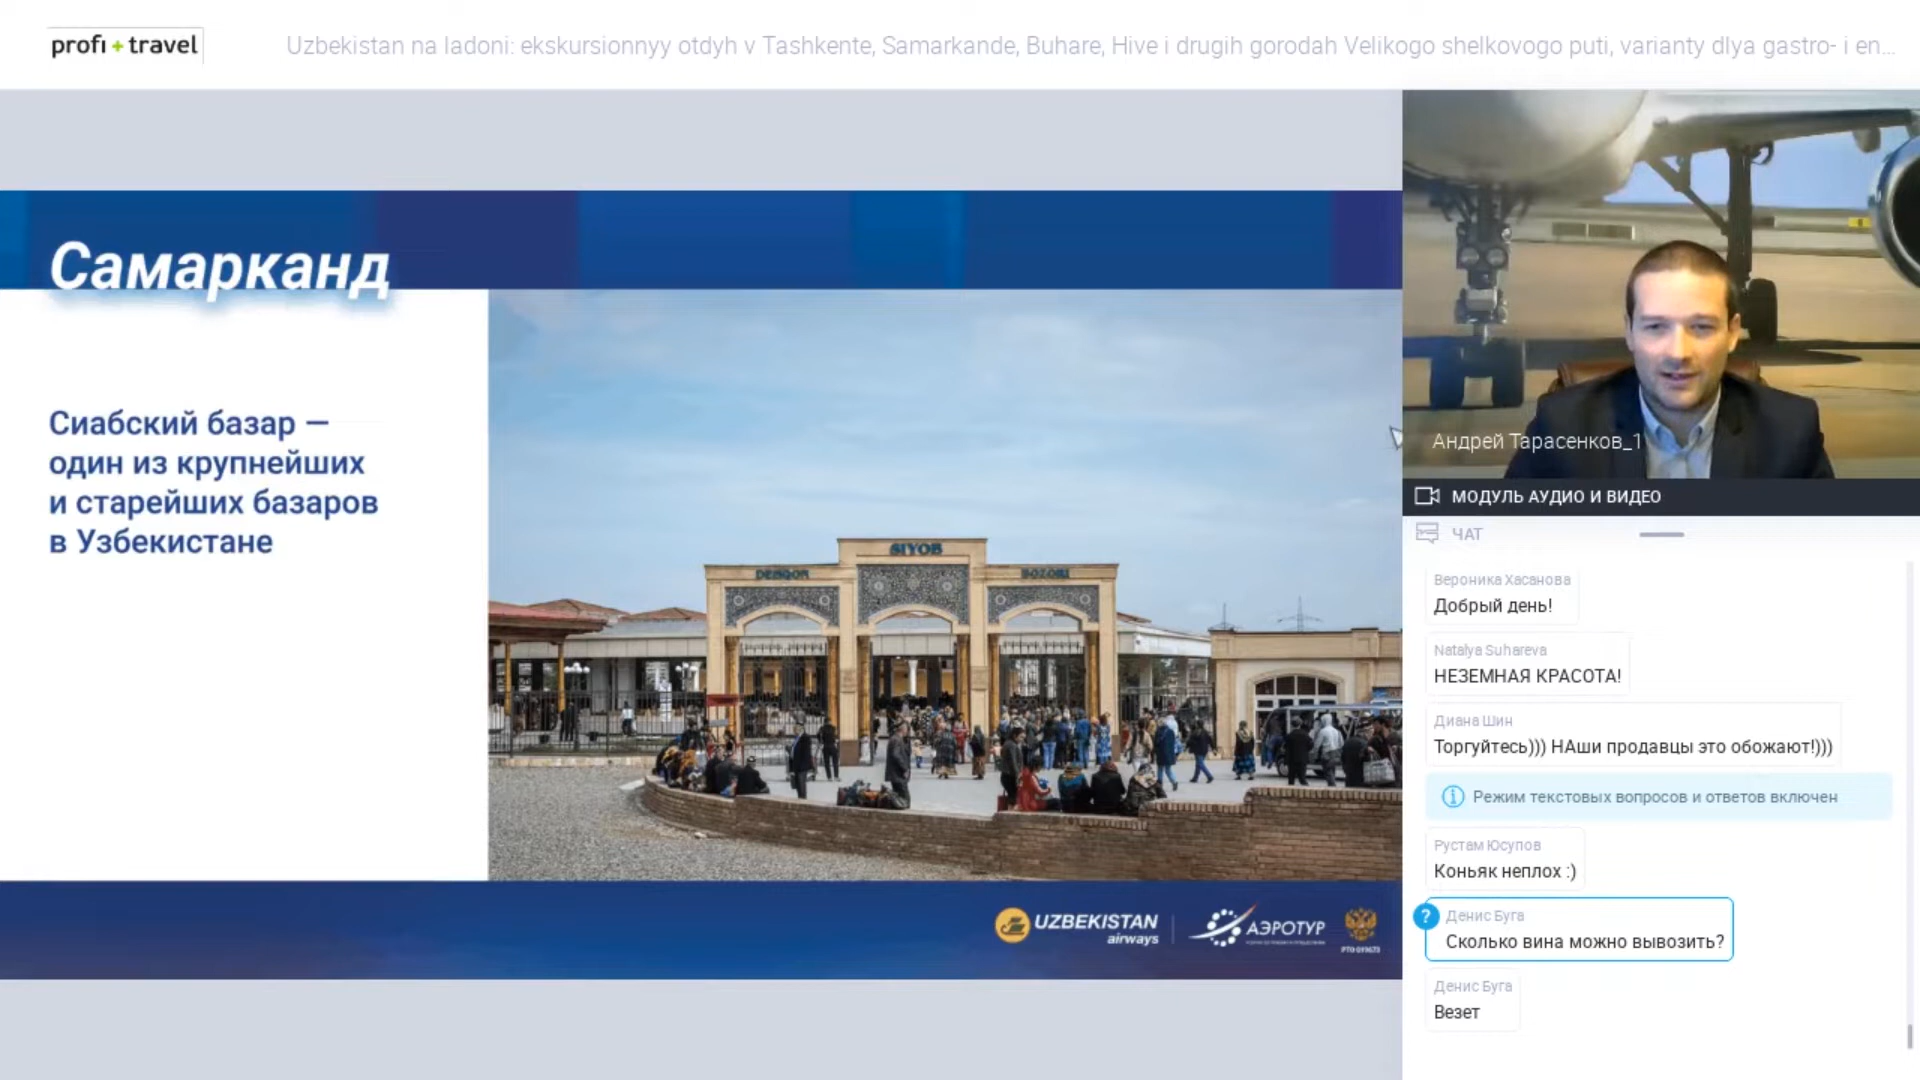 profi + travel
Uzbekistan na ladoni: ekskursionnyy otdyh v Tashkente, Samarkande, Buhare, Hive i drugih gorodah Velikogo shelkovogo puti, varianty dlya gastro- i en...
Самарканд
Сиабский базар —
один из крупнейших
и старейших базаров
в Узбекистане
SIYOB
DEHQON
BOZORI
UZBEKISTAN
airways
АЭРОТУР
Андрей Тарасенков_1
МОДУЛЬ АУДИО И ВИДЕО
ЧАТ
Вероника Хасанова
Добрый день!
Natalya Suhareva
НЕЗЕМНАЯ КРАСОТА!
Диана Шин
Торгуйтесь))) НАши продавцы это обожают!)))
Режим текстовых вопросов и ответов включен
Рустам Юсупов
Коньяк неплох :)
?
Денис Буга
Сколько вина можно вывозить?
Денис Буга
Везет